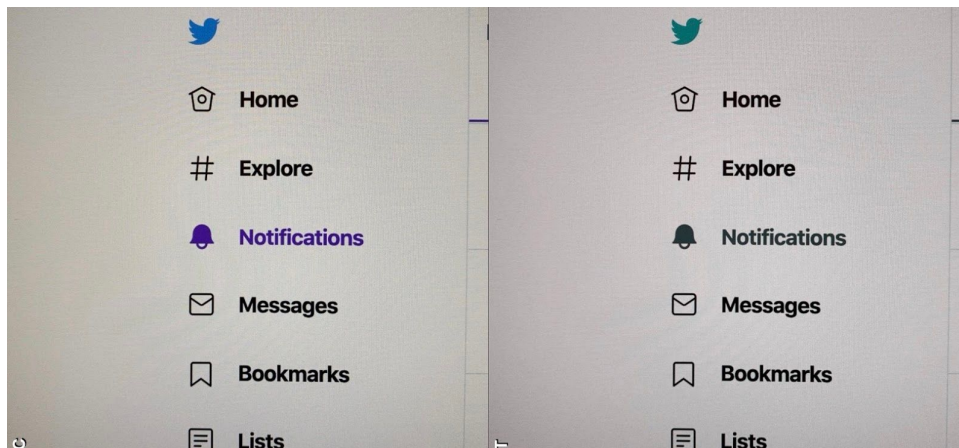 Home
Explore
Notifications
Messages
Bookmarks
Lists
C
Home
Explore
Notifications
Messages
Bookmarks
Lists
T